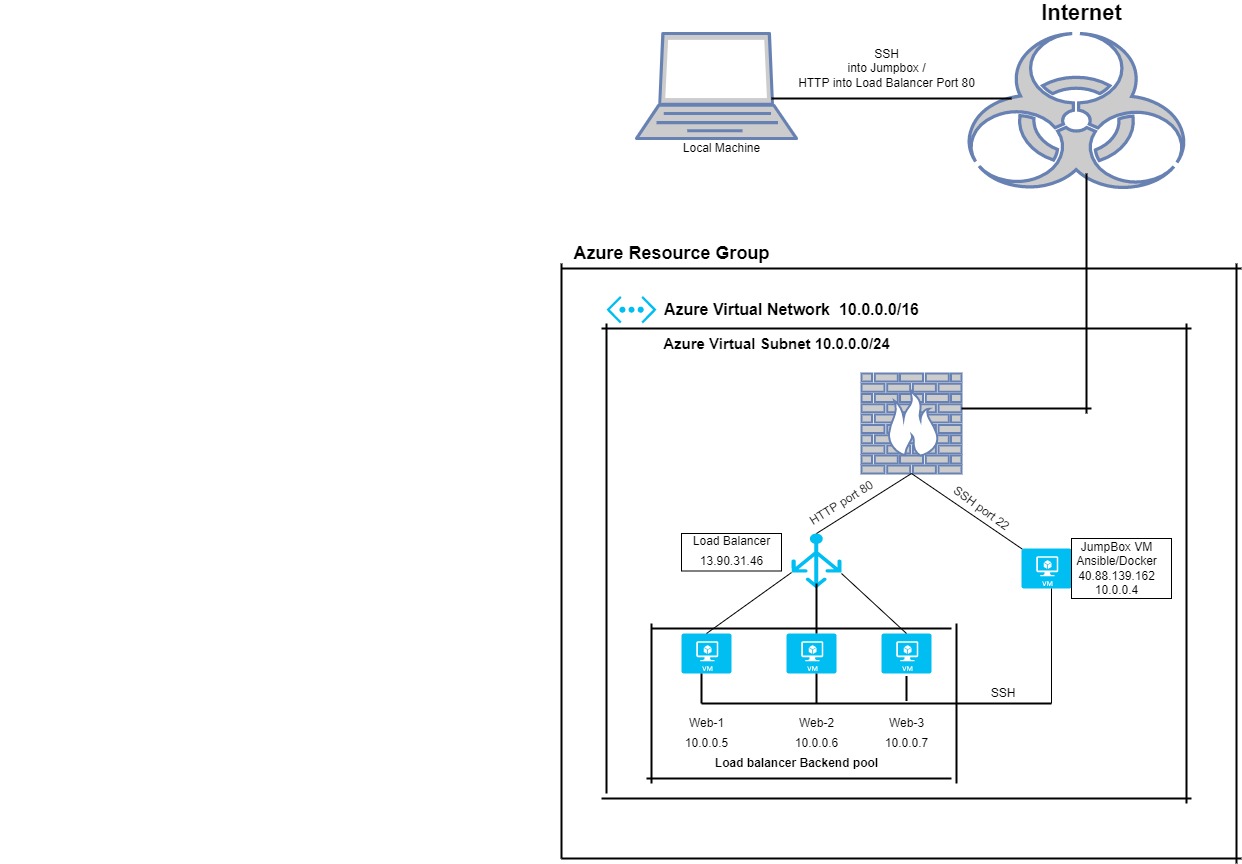 Internet
SSH
into Jumpbox /
HTTP into Load Balancer Port 80
Local Machine
Azure Resource Group
Azure Virtual Network 10.0.0.0/16
Azure Virtual Subnet 10.0.0.0/24
HTTP port 80
SSH port 22
Load Balancer
13.90.31.46
JumpBox VM
Ansible/Docker
40.88.139.162
10.0.0.4
VM
VM
VM
VM
SSH
Web-1
Web-2
Web-3
10.0.0.5
10.0.0.6
10.0.0.7
Load balancer Backend pool